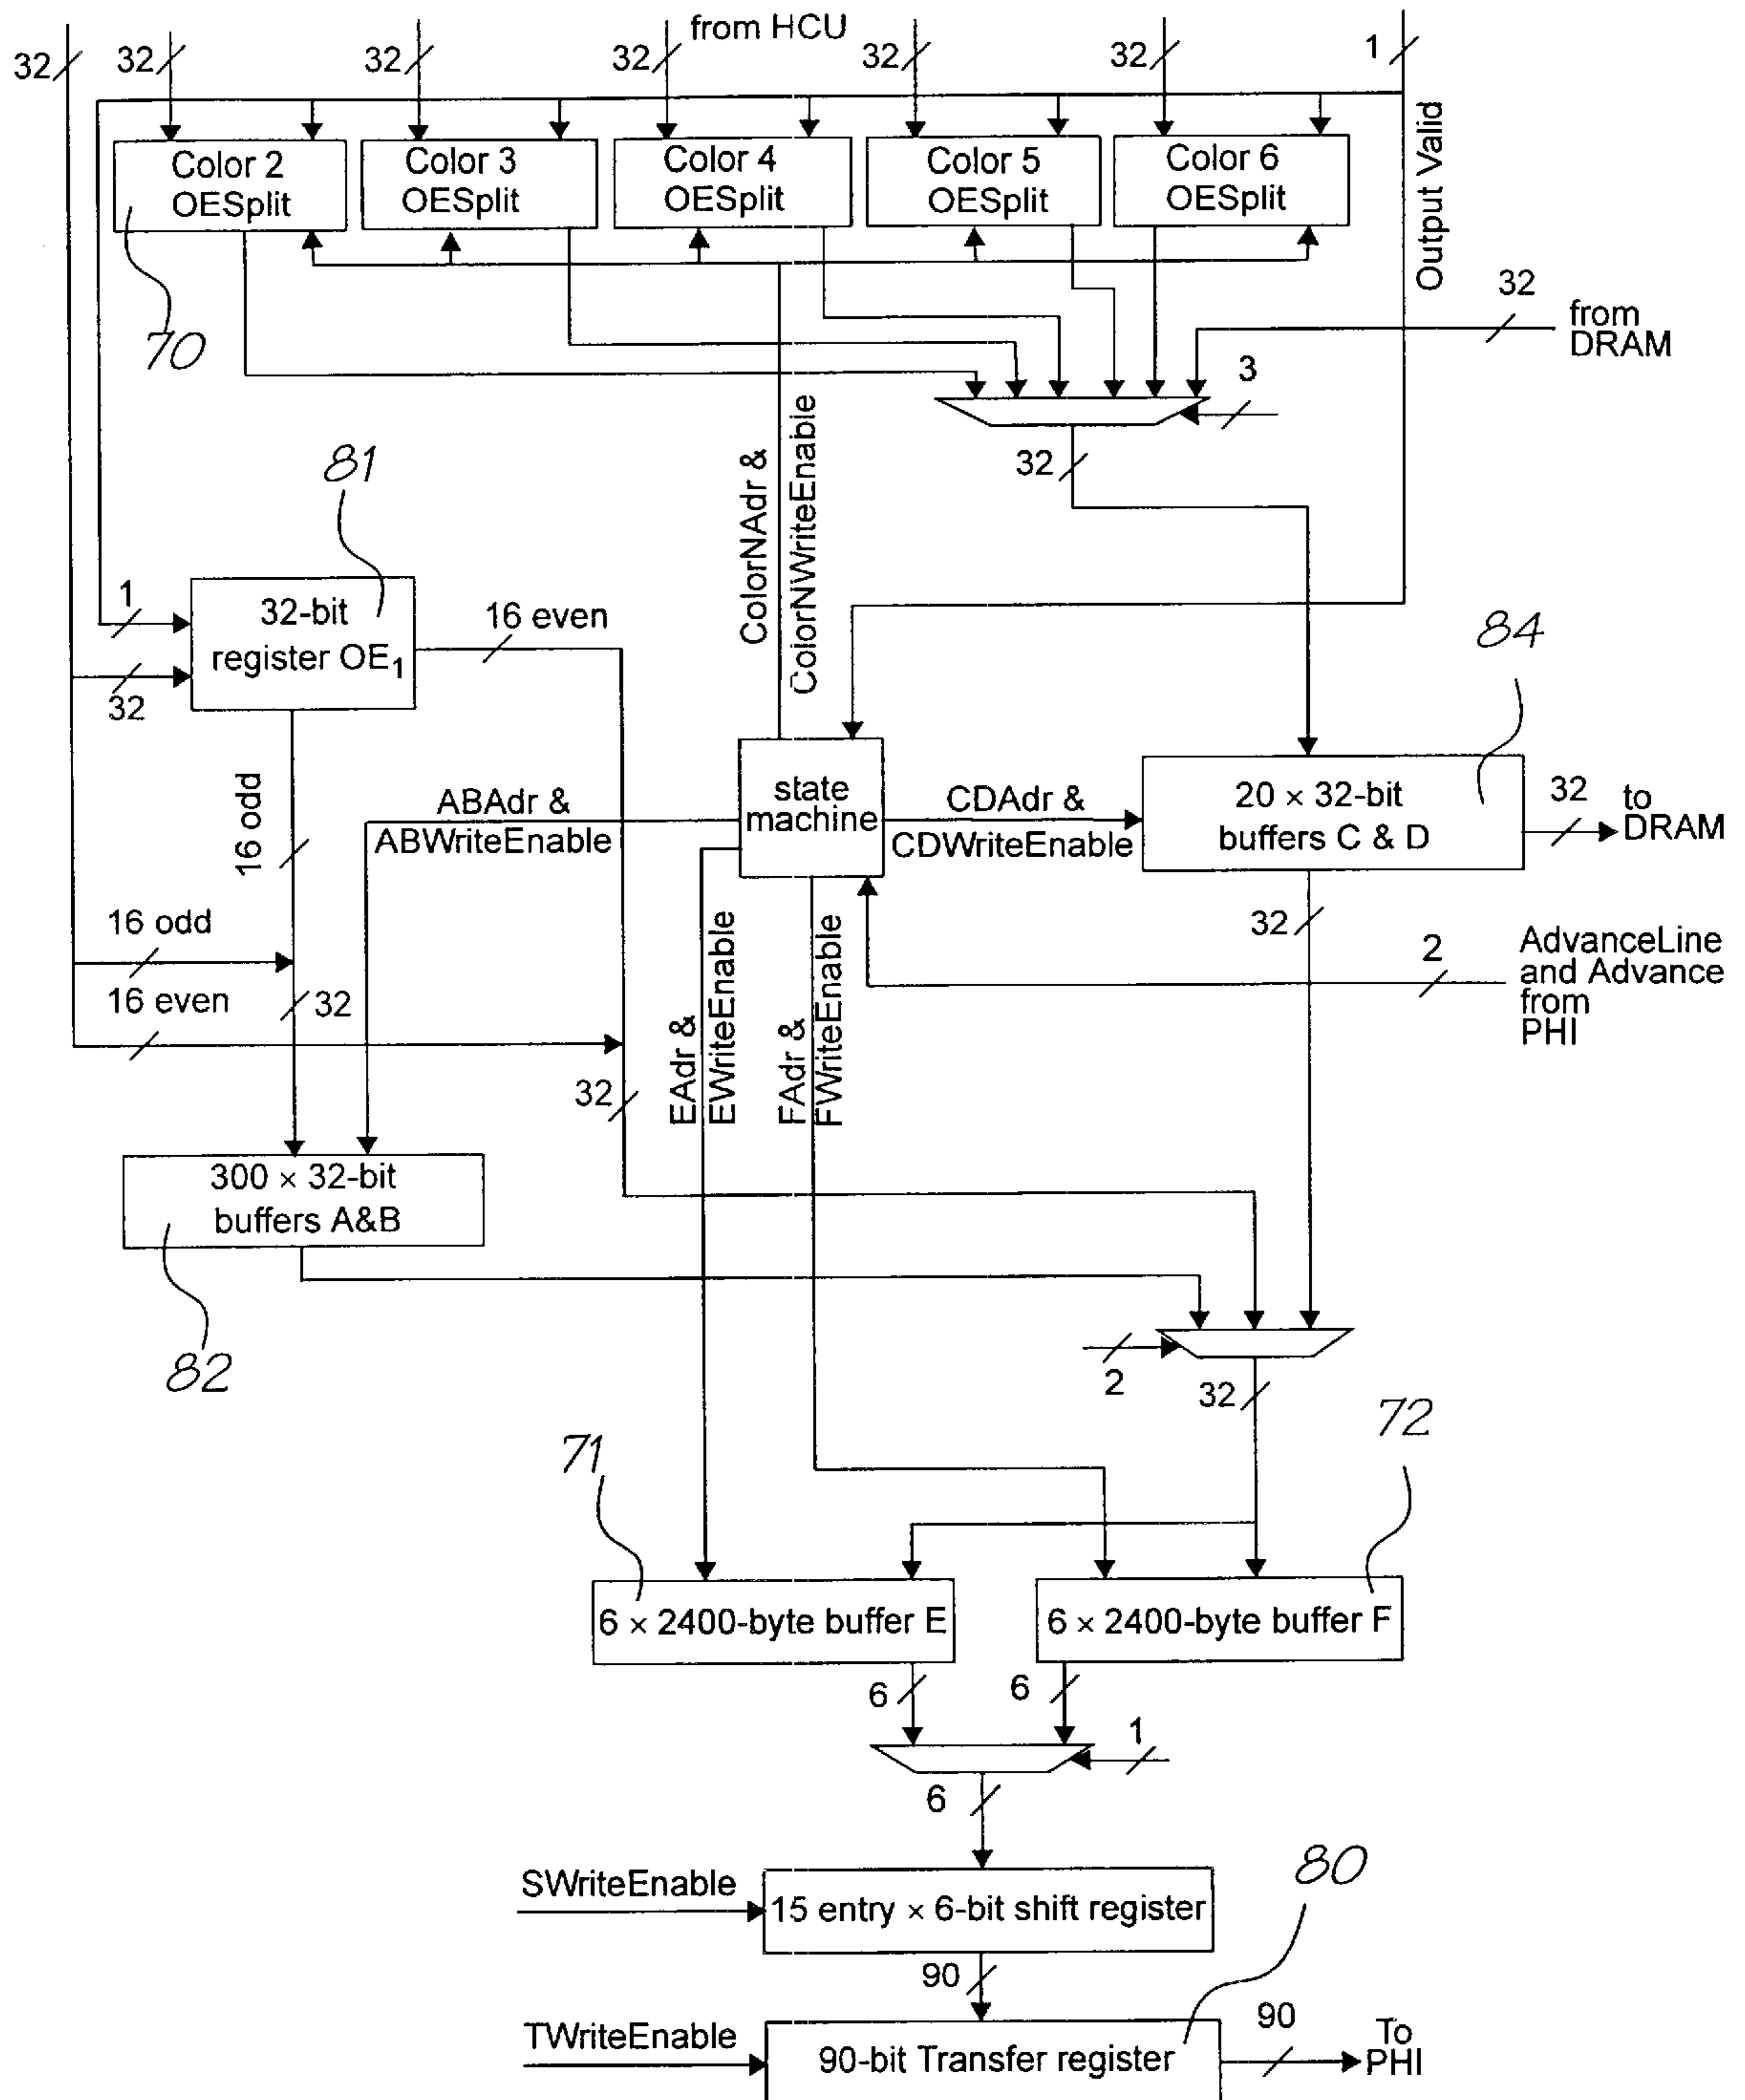 from HCU
32
32
32
32
32
32
1
Color 2
OESplit
Color 3
OESplit
Color 4
OESplit
Color 5
OESplit
Color 6
OESplit
Output Valid
70
32
from
DRAM
3
32
ColorNAdr &
ColorNWriteEnable
81
1
32
32-bit
register OE1
16 even
84
16 odd
ABAdr &
ABWriteEnable
state
machine
CDAdr &
CDWriteEnable
20 × 32-bit
buffers C & D
32
to
DRAM
16 odd
16 even
32
32
EAdr &
EWriteEnable
FAdr &
FWriteEnable
32
2
AdvanceLine
and Advance
from
PHI
300 × 32-bit
buffers A&B
82
2
32
71
72
6 × 2400-byte buffer E
6 × 2400-byte buffer F
6
6
1
6
SWriteEnable
15 entry × 6-bit shift register
80
90
TWriteEnable
90-bit Transfer register
90
To
PHI